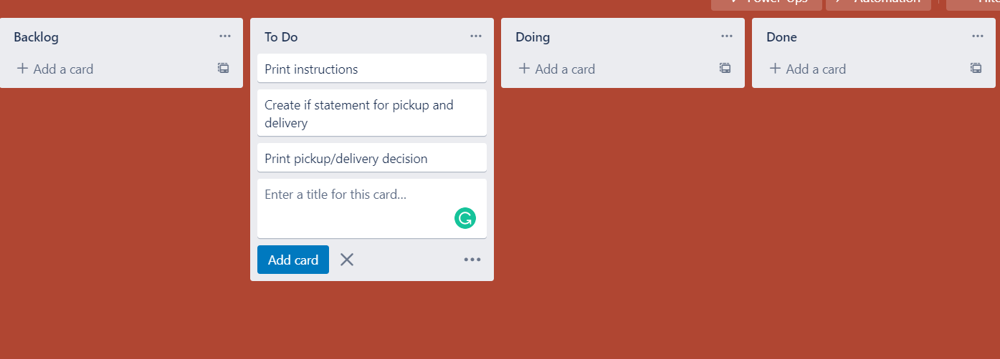 Power-Ups
Automation
Backlog
Add a card
To Do
Print instructions
Create if statement for pickup and
delivery
Print pickup/delivery decision
Enter a title for this card...
Add card
Doing
Add a card
Done
Add a card